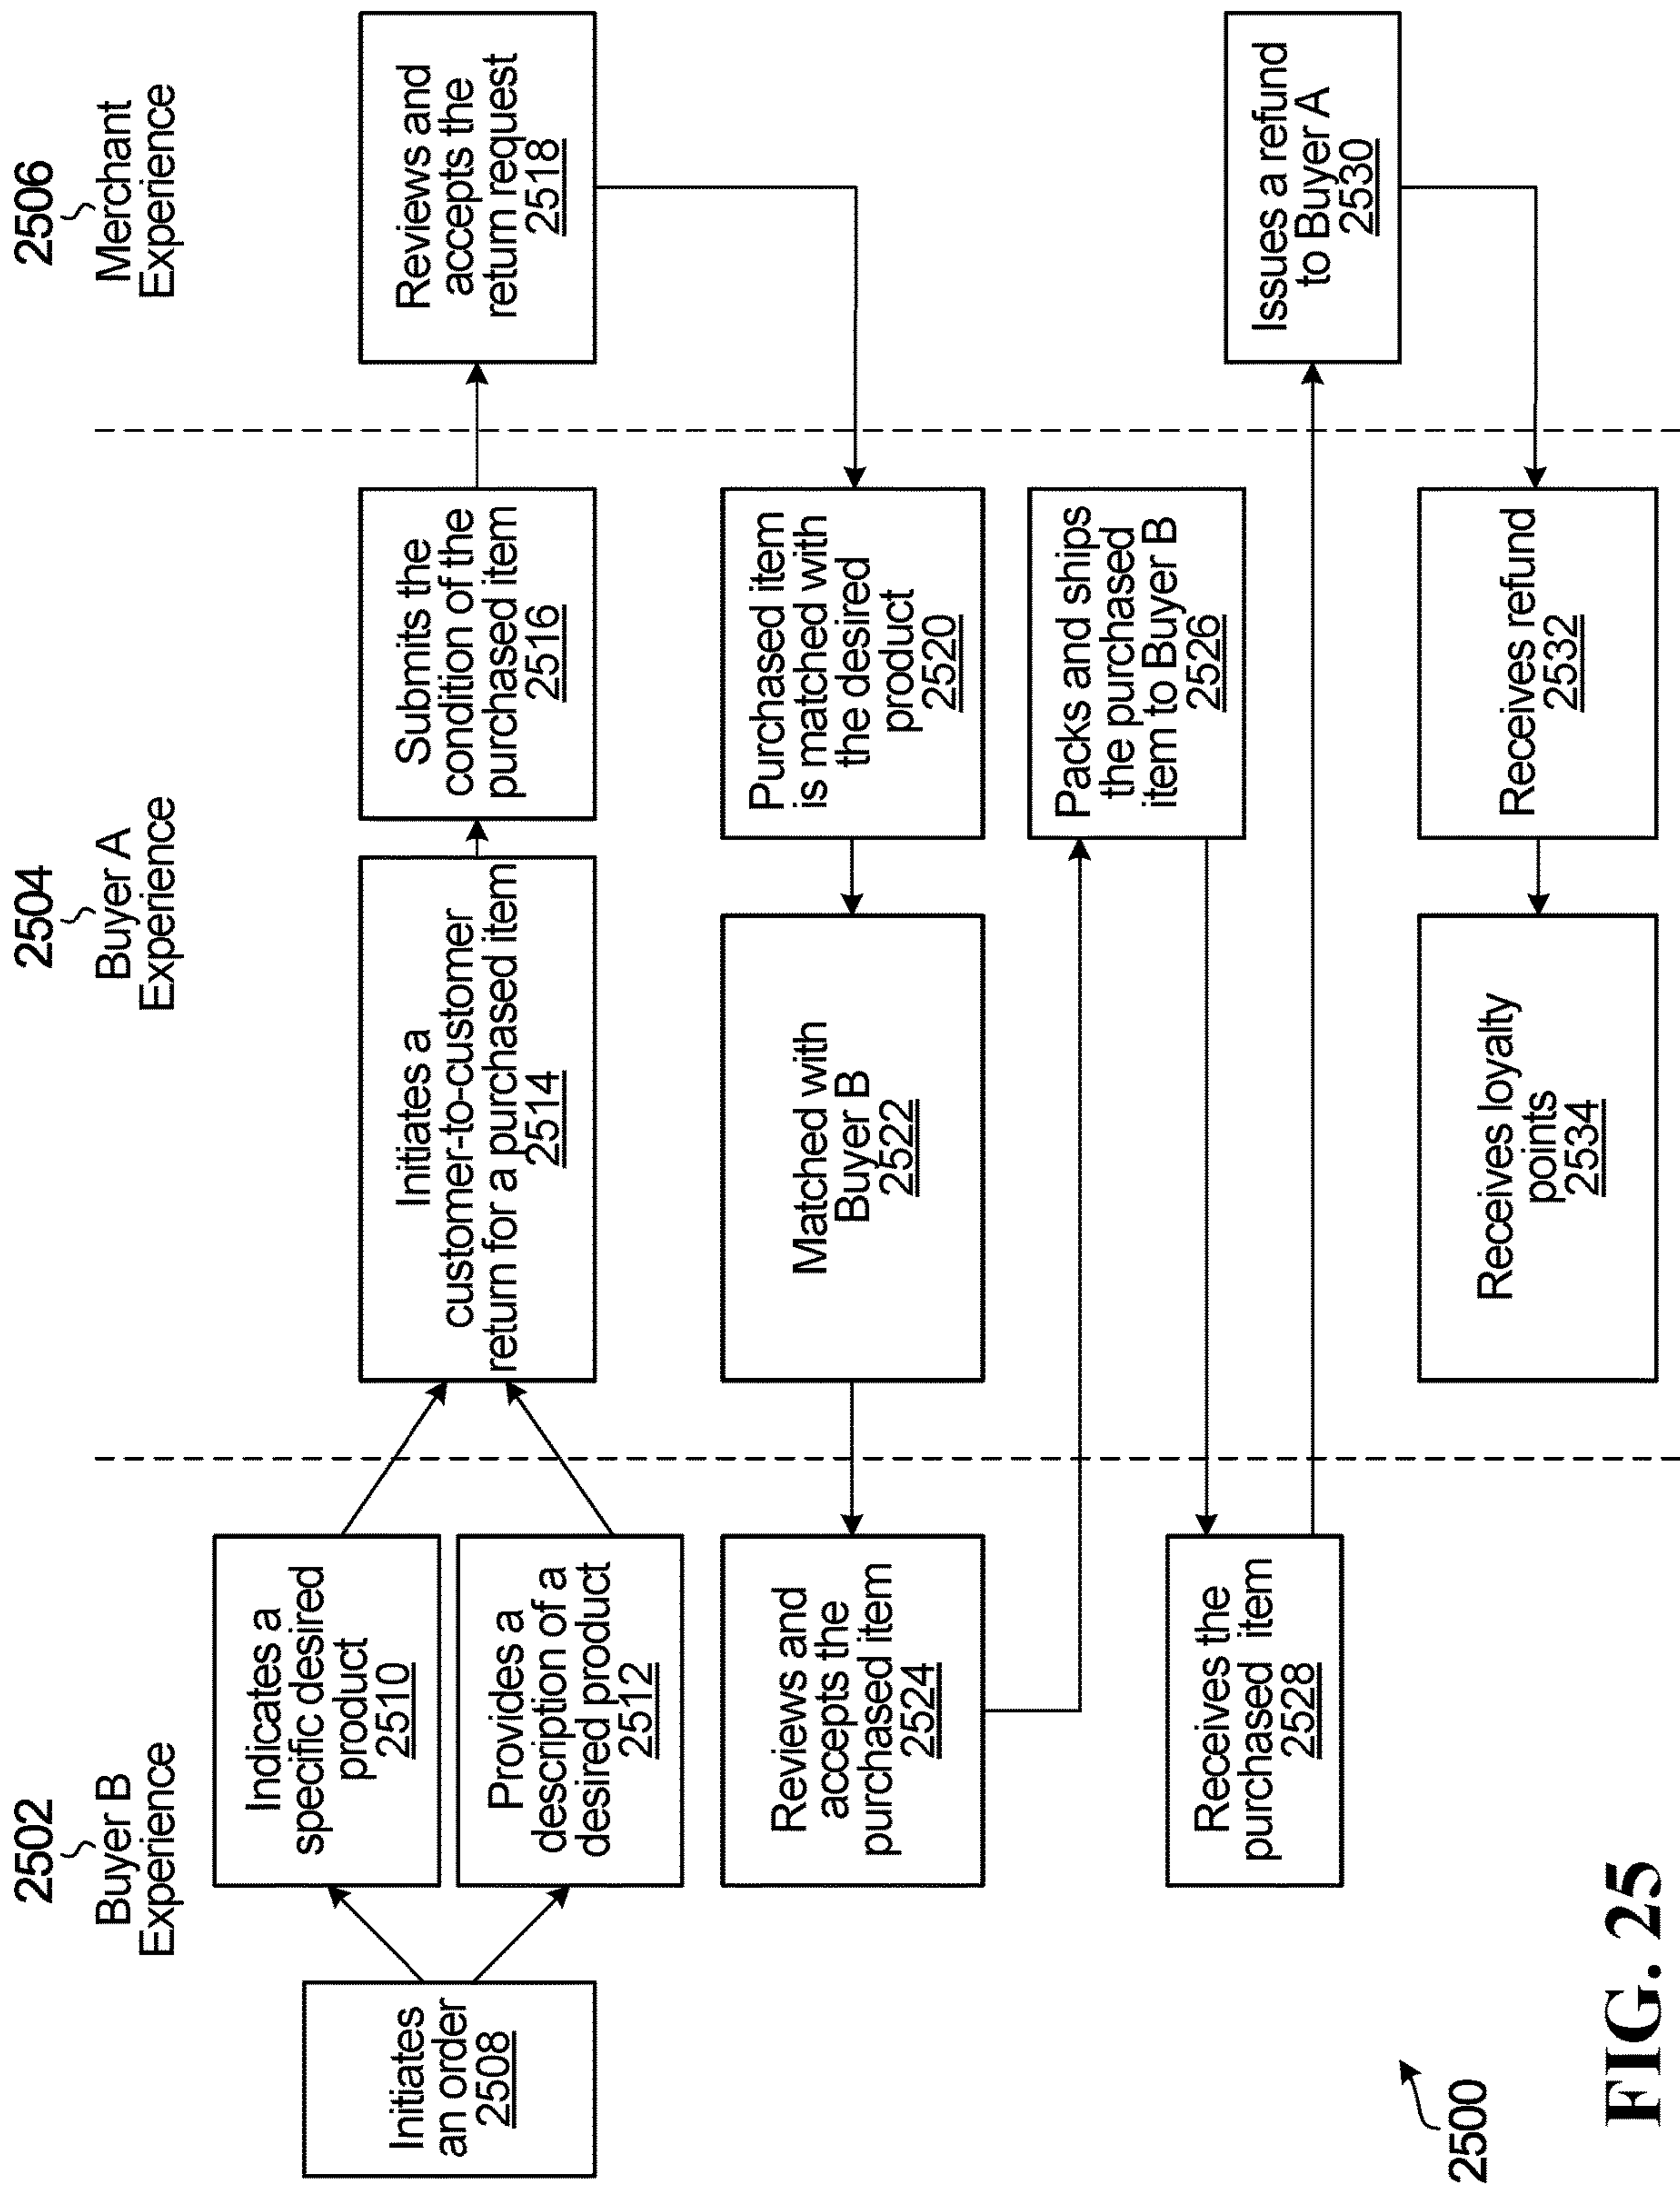 2502
Buyer B
Experience
2504
Buyer A
Experience
2506
Merchant
Experience
Initiates
an order
2508
Indicates a
specific desired
product
2510
Provides a
description of a
desired product
2512
Initiates a
customer-to-customer
return for a purchased item
2514
Submits the
condition of the
purchased item
2516
Reviews and
accepts the
return request
2518
Purchased item
is matched with
the desired
product
2520
Matched with
Buyer B
2522
Reviews and
accepts the
purchased item
2524
Packs and ships
the purchased
item to Buyer B
2526
Receives the
purchased item
2528
Issues a refund
to Buyer A
2530
Receives refund
2532
Receives loyalty
points
2534
2500
FIG. 25